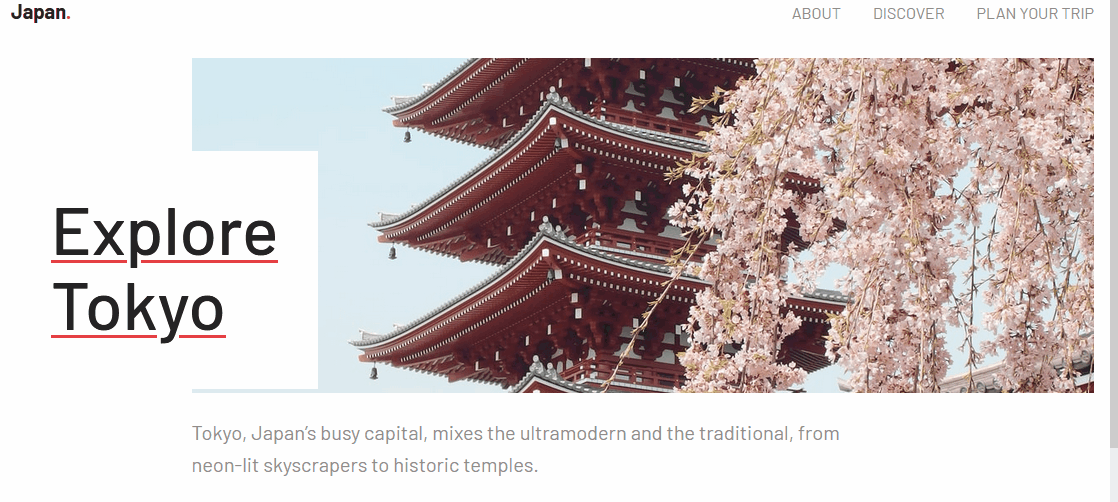 Japan.
ABOUT DISCOVER PLAN YOUR TRIP
Explore
Tokyo
Tokyo, Japan’s busy capital, mixes the ultramodern and the traditional, from
neon-lit skyscrapers to historic temples.